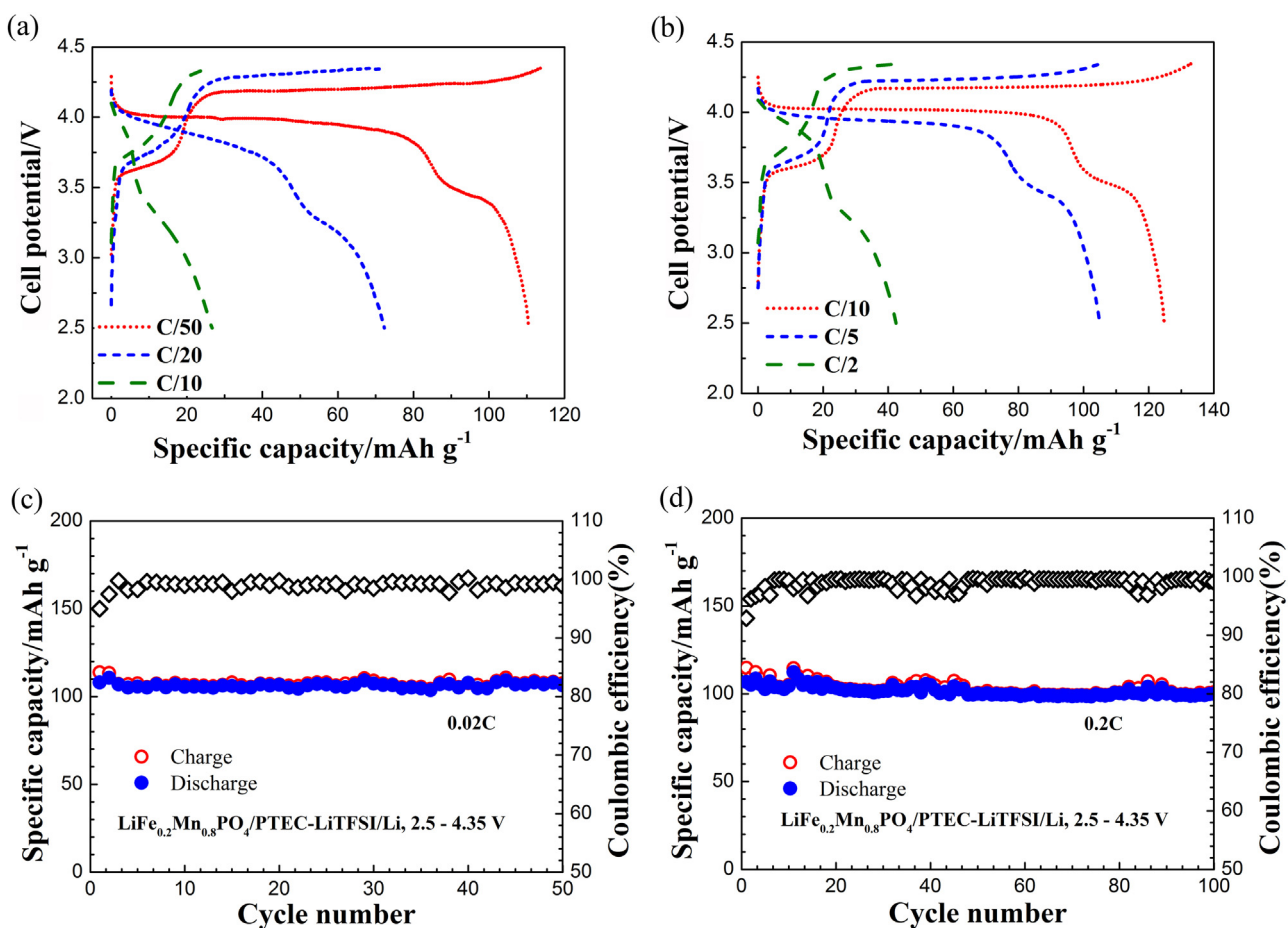 (a)
4.5
4.0
3.5
3.0
2.5
2.0
Cell potential/V
C/50
C/20
C/10
0 20 40 60 80 100 120
Specific capacity/mAh g⁻¹
(b)
4.5
4.0
3.5
3.0
2.5
2.0
Cell potential/V
C/10
C/5
C/2
0 20 40 60 80 100 120 140
Specific capacity/mAh g⁻¹
(c)
200
150
100
50
0
Specific capacity/mAh g⁻¹
110
100
90
80
70
60
50
Coulombic efficiency(%)
0.02C
Charge
Discharge
LiFe₀.₂Mn₀.₈PO₄/PTEC-LiTFSI/Li, 2.5 - 4.35 V
0 10 20 30 40 50
Cycle number
(d)
200
150
100
50
0
Specific capacity/mAh g⁻¹
110
100
90
80
70
60
50
Coulombic efficiency(%)
0.2C
Charge
Discharge
LiFe₀.₂Mn₀.₈PO₄/PTEC-LiTFSI/Li, 2.5 - 4.35 V
0 20 40 60 80 100
Cycle number